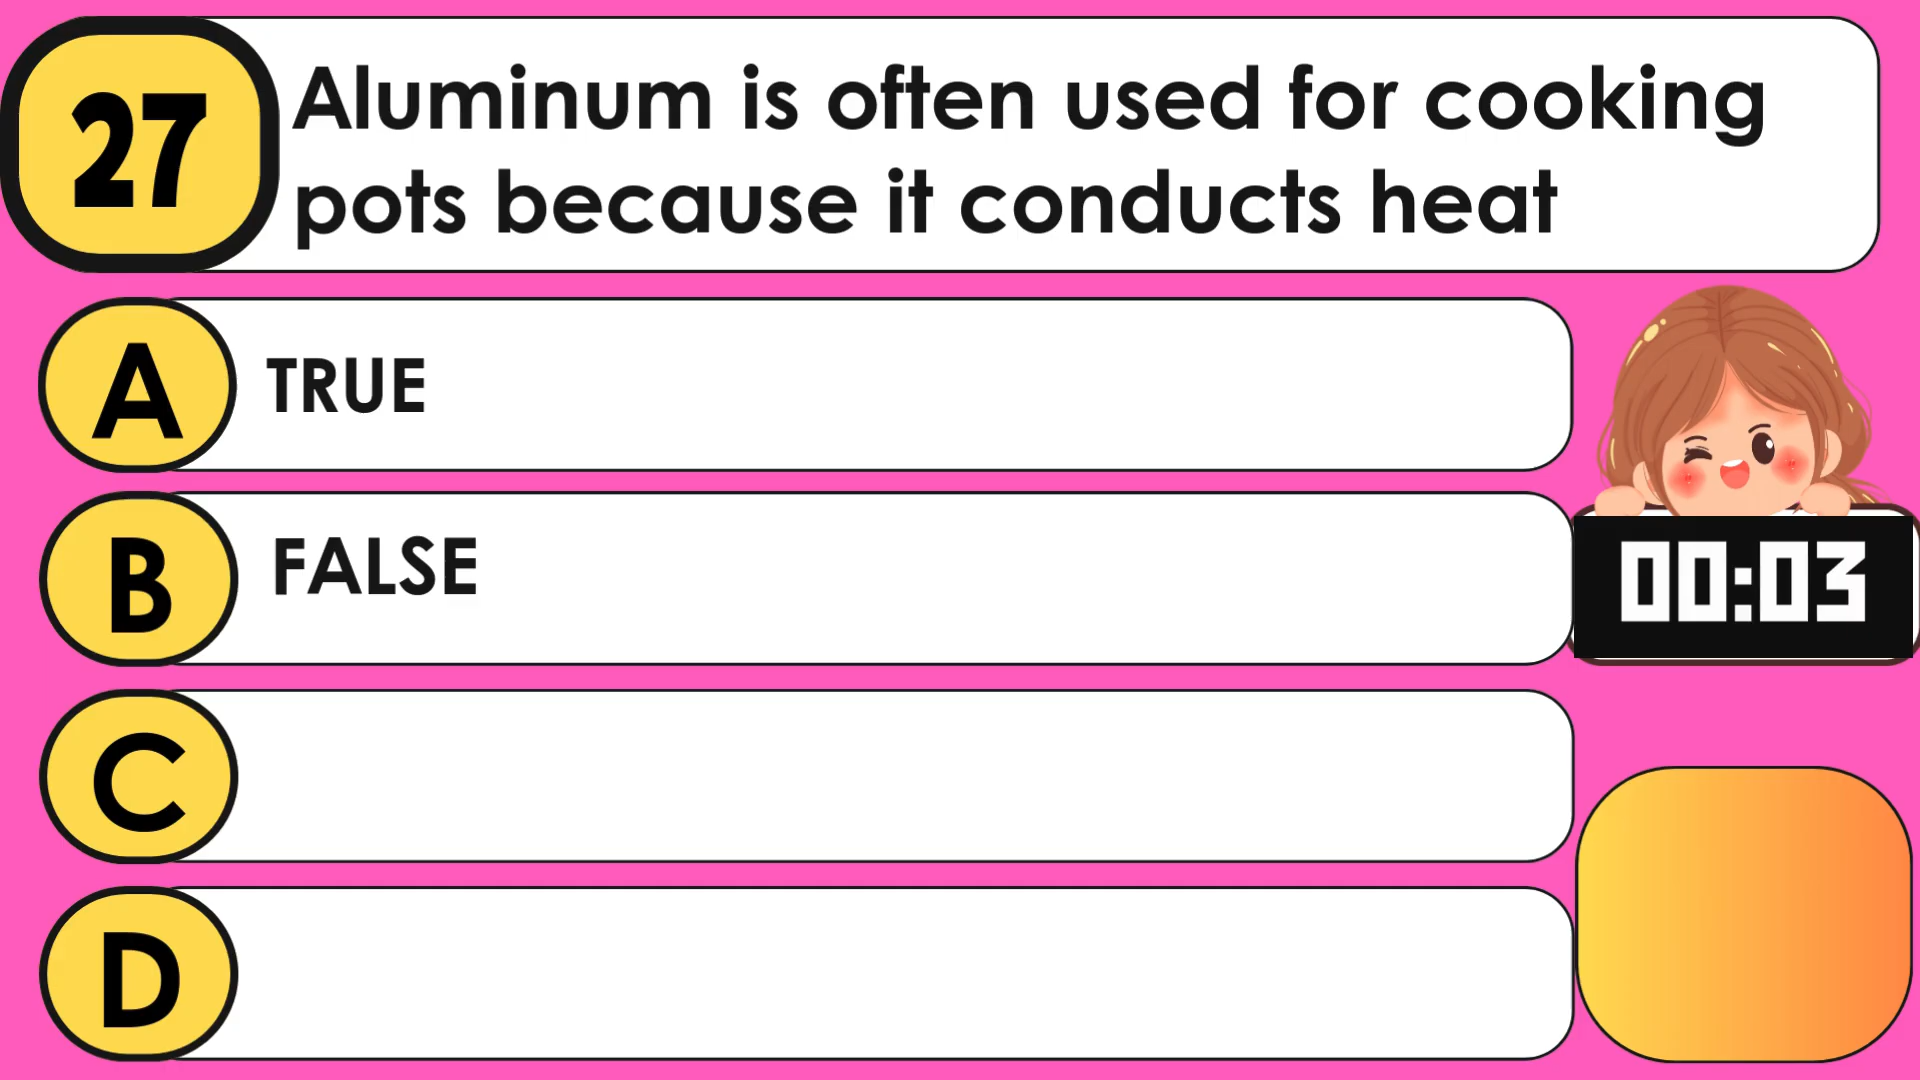 27
Aluminum is often used for cooking
pots because it conducts heat
A
TRUE
B
FALSE
00:03
C
D